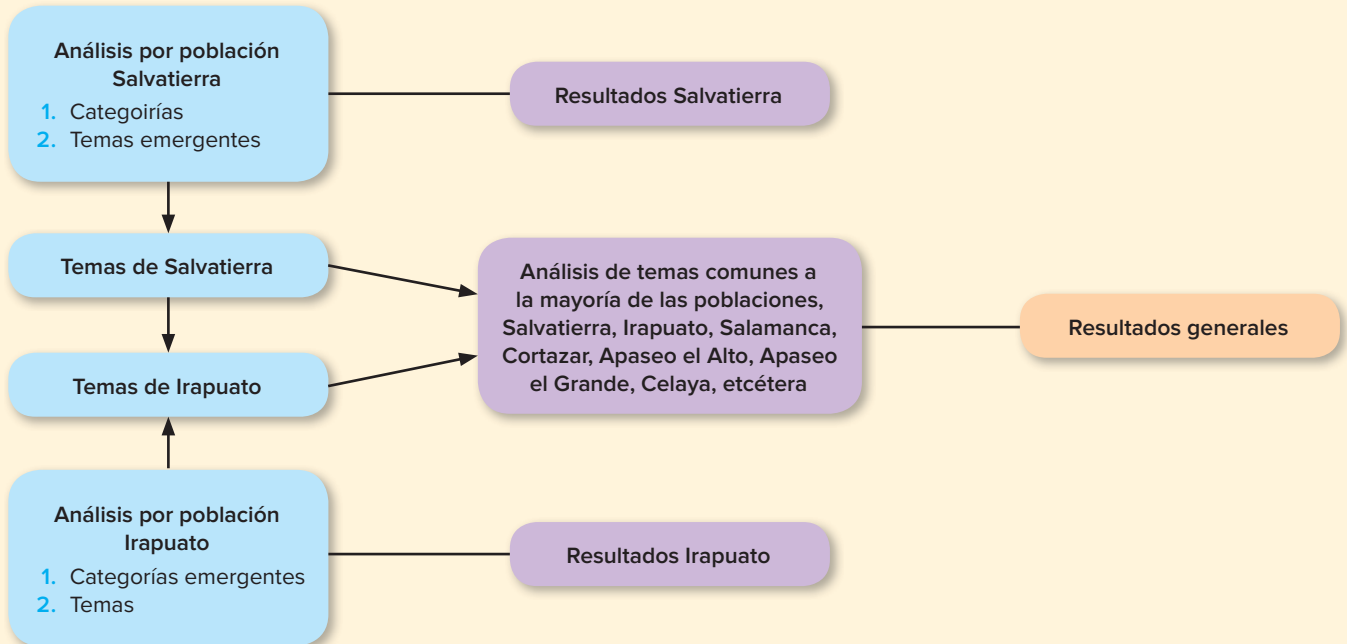 Análisis por población
Salvatierra
1. Categoirías
2. Temas emergentes
Resultados Salvatierra
Temas de Salvatierra
Temas de Irapuato
Análisis de temas comunes a
la mayoría de las poblaciones,
Salvatierra, Irapuato, Salamanca,
Cortazar, Apaseo el Alto, Apaseo
el Grande, Celaya, etcétera
Resultados generales
Análisis por población
Irapuato
1. Categorías emergentes
2. Temas
Resultados Irapuato